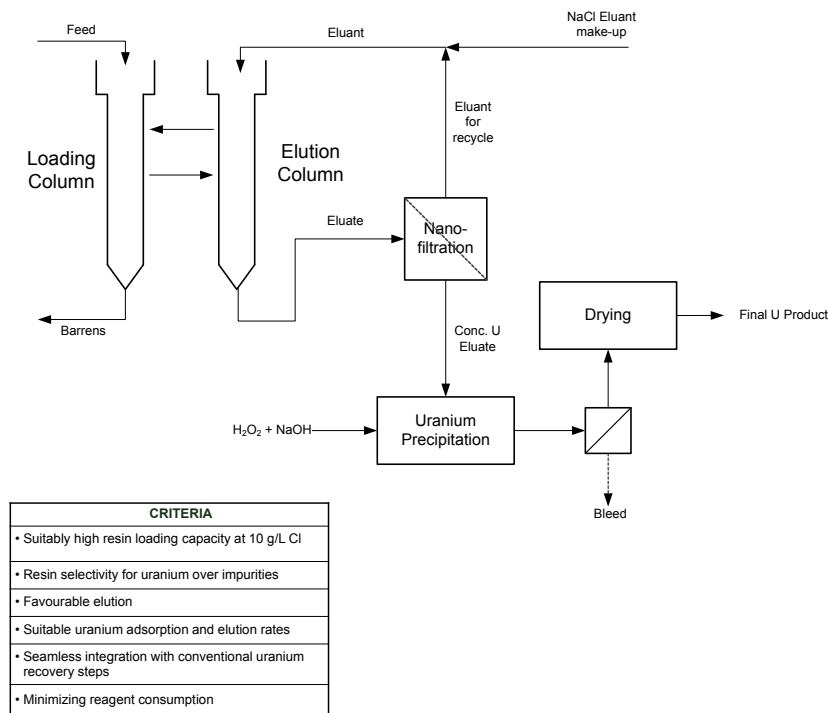 Feed
NaCl Eluant
make-up
Eluant
Eluant
for
recycle
Loading
Column
Elution
Column
Eluate
Nano-
filtration
Barrens
Conc. U
Eluate
Drying
Final U Product
H₂O₂ + NaOH
Uranium
Precipitation
Bleed
CRITERIA
• Suitably high resin loading capacity at 10 g/L Cl
• Resin selectivity for uranium over impurities
• Favourable elution
• Suitable uranium adsorption and elution rates
• Seamless integration with conventional uranium
recovery steps
• Minimizing reagent consumption